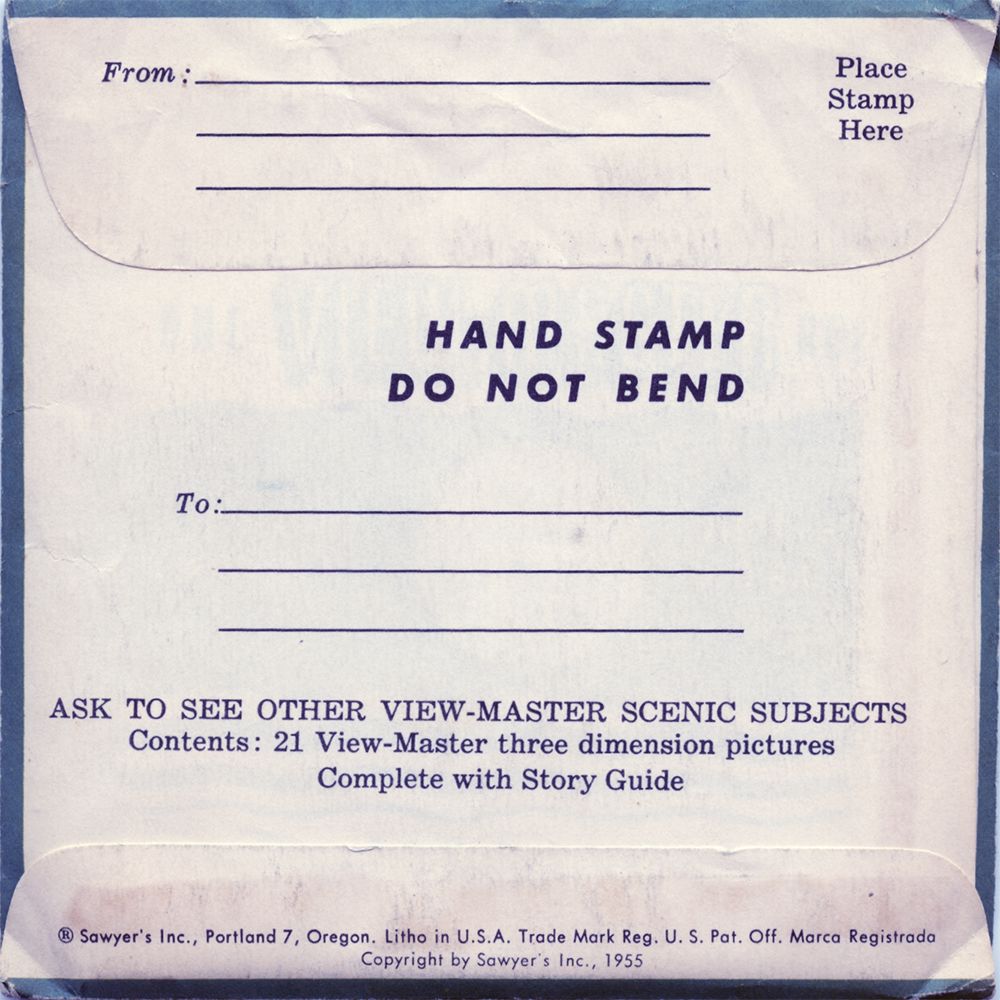 From:
Place
Stamp
Here
HAND STAMP
DO NOT BEND
To:
ASK TO SEE OTHER VIEW-MASTER SCENIC SUBJECTS
Contents: 21 View-Master three dimension pictures
Complete with Story Guide
® Sawyer's Inc., Portland 7, Oregon. Litho in U.S.A. Trade Mark Reg. U. S. Pat. Off. Marca Registrada
Copyright by Sawyer's Inc., 1955